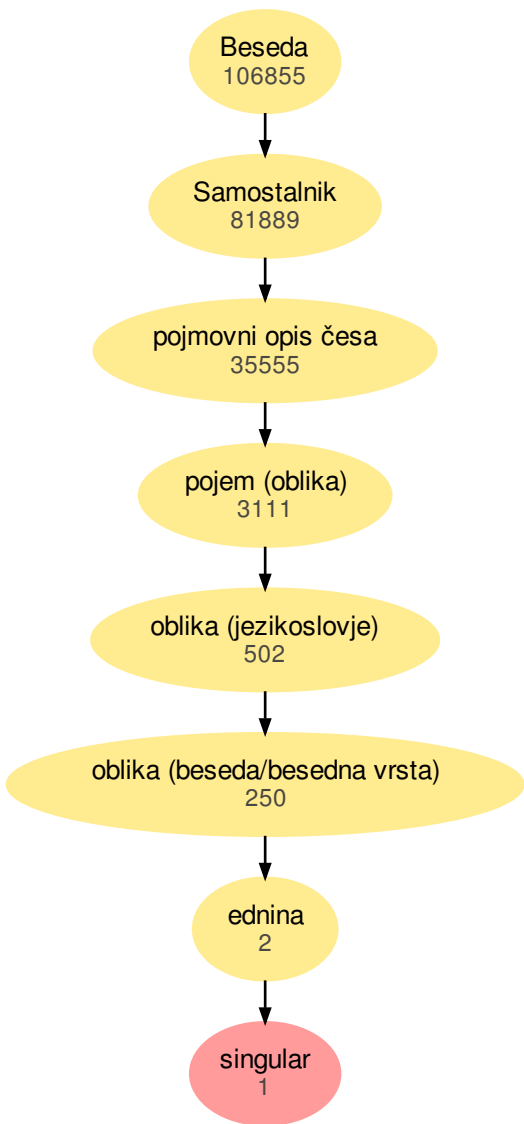 Beseda
106855
Samostalnik
81889
pojmovni opis česa
35555
pojem (oblika)
3111
oblika (jezikoslovje)
502
oblika (beseda/besedna vrsta)
250
ednina
2
singular
1